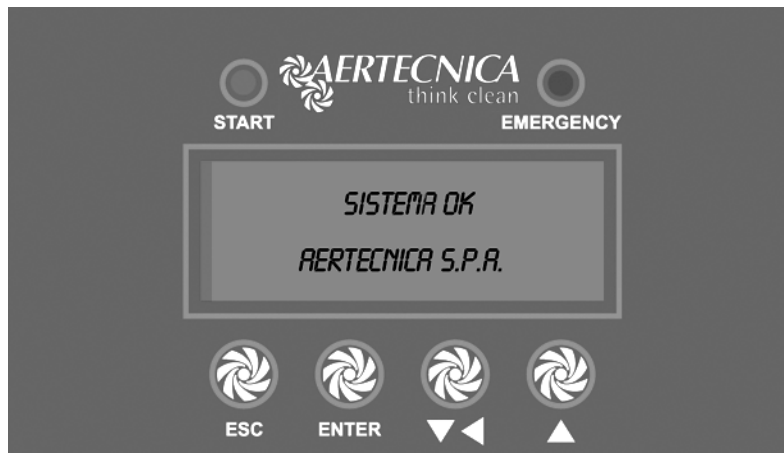 AERTECNICA
think clean
START
EMERGENCY
SISTEMA OK
AERTECNICA S.P.A.
ESC
ENTER